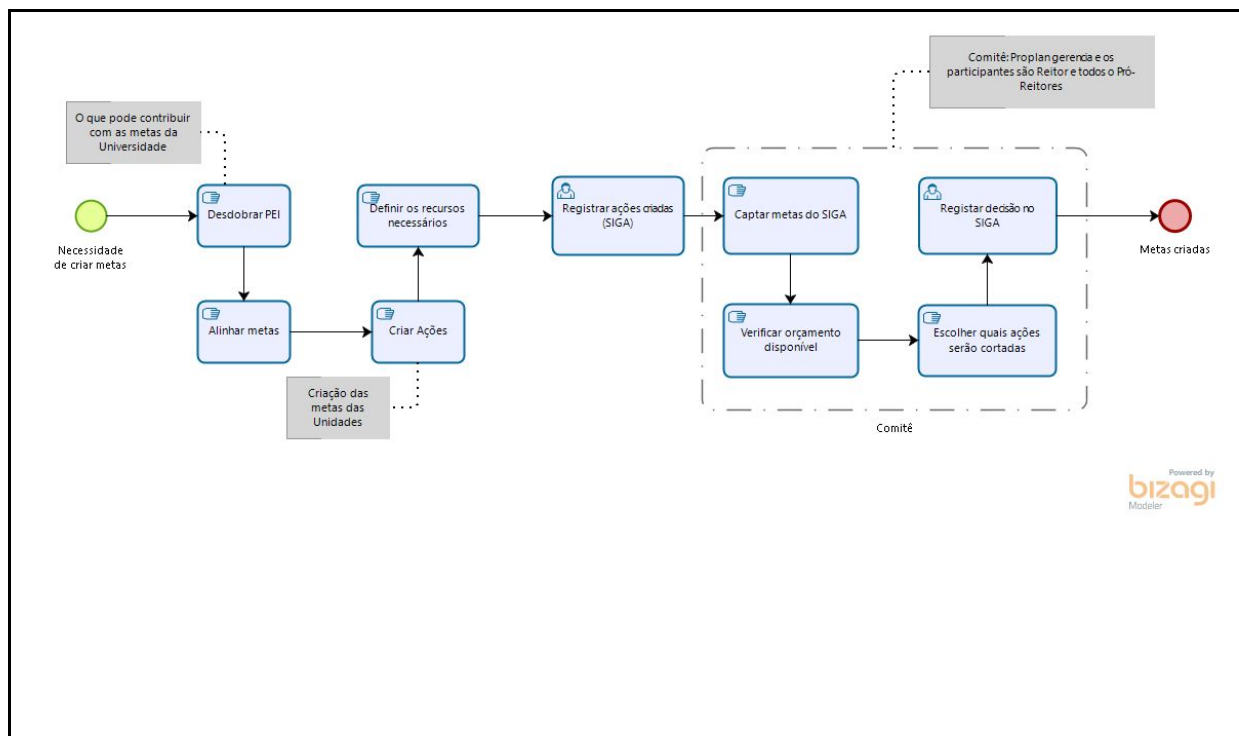 Comitê: Proplan gerencia e os
participantes são Reitor e todos o Pró-
Reitores
O que pode contribuir
com as metas da
Universidade
Desdobrar PEI
Definir os recursos
necessários
Registrar ações criadas
(SIGA)
Captar metas do SIGA
Registar decisão no
SIGA
Necessidade
de criar metas
Metas criadas
Alinhar metas
Criar Ações
Verificar orçamento
disponível
Escolher quais ações
serão cortadas
Criação das
metas das
Unidades
Comitê
Powered by
bizagi
Modeler